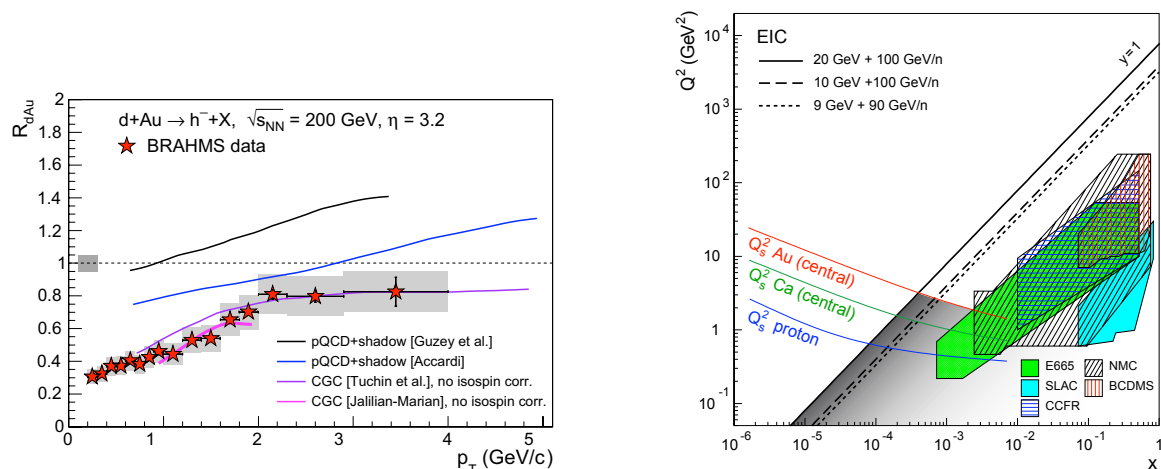 R_dAu
d+Au → h⁻+X, √s_NN = 200 GeV, η = 3.2
BRAHMS data
2
1.8
1.6
1.4
1.2
1
0.8
0.6
0.4
0.2
0
pQCD+shadow [Guzey et al.]
pQCD+shadow [Accardi]
CGC [Tuchin et al.], no isospin corr.
CGC [Jalilian-Marian], no isospin corr.
0 1 2 3 4 5
p_T (GeV/c)
Q² (GeV²)
EIC
20 GeV + 100 GeV/n
10 GeV +100 GeV/n
9 GeV + 90 GeV/n
y=1
10⁴
10³
10²
10
1
10⁻¹
Q_s² Au (central)
Q_s² Ca (central)
Q_s² proton
E665 NMC
SLAC BCDMS
CCFR
10⁻⁶ 10⁻⁵ 10⁻⁴ 10⁻³ 10⁻² 10⁻¹ 1
x